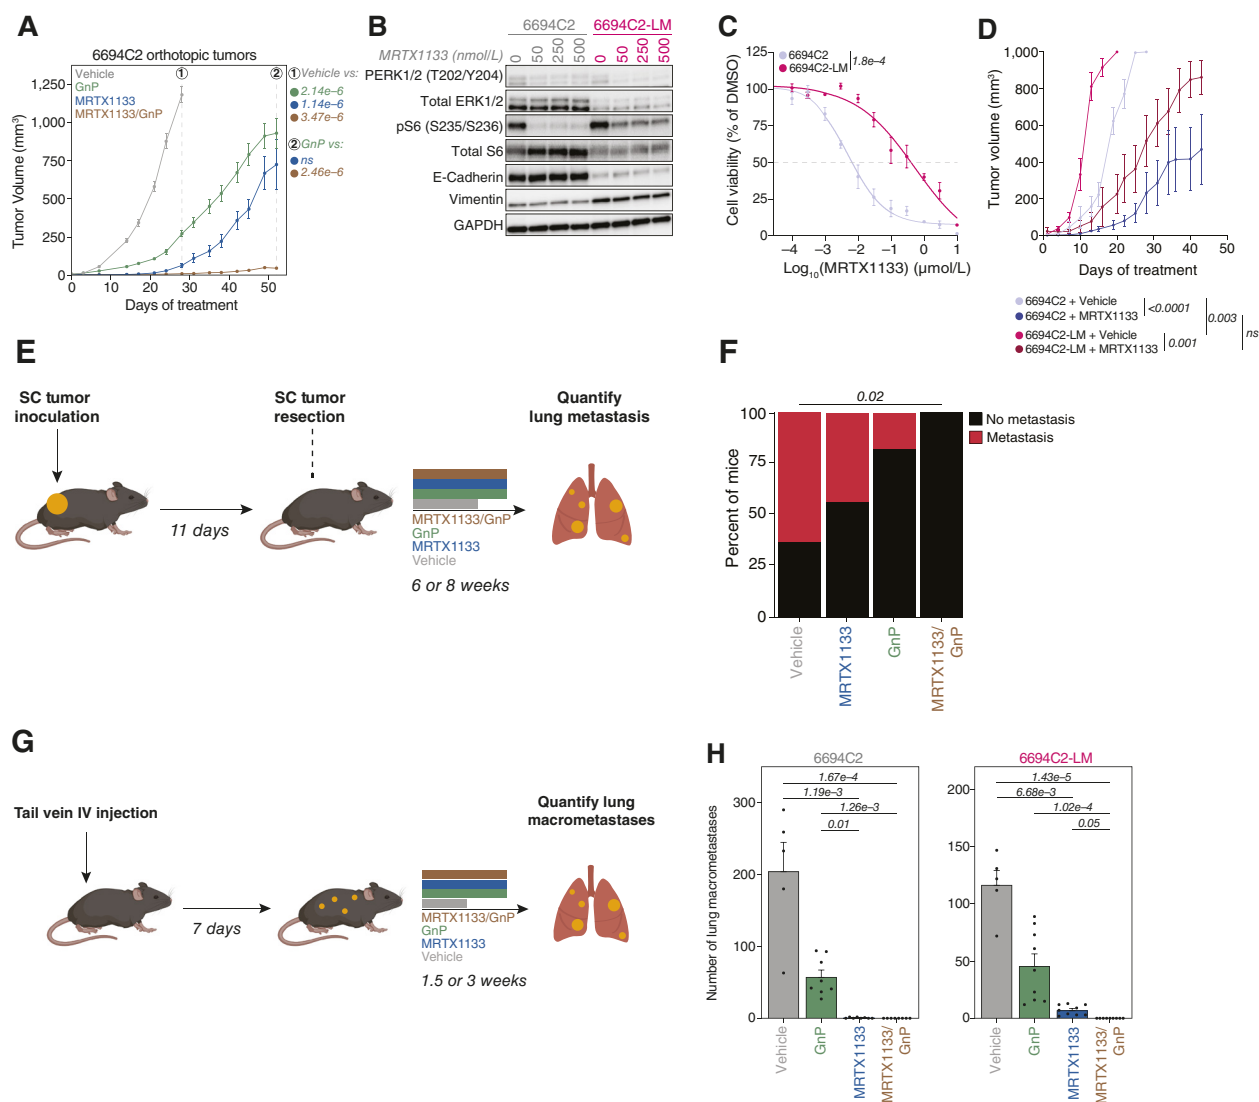 A
6694C2 orthotopic tumors
Vehicle
GnP
MRTX1133
MRTX1133/GnP
1
2
1 Vehicle vs:
2.14e–6
1.14e–6
3.47e–6
2 GnP vs:
ns
2.46e–6
Tumor Volume (mm³)
1,250
1,000
750
500
250
0
0 10 20 30 40 50
Days of treatment
B
6694C2 6694C2-LM
MRTX1133 (nmol/L) 0 50 250 500 0 50 250 500
PERK1/2 (T202/Y204)
Total ERK1/2
pS6 (S235/S236)
Total S6
E-Cadherin
Vimentin
GAPDH
C
6694C2
6694C2-LM
1.8e–4
Cell viability (% of DMSO)
125
100
75
50
25
0
–4 –3 –2 –1 0 1
Log₁₀(MRTX1133) (μmol/L)
D
Tumor volume (mm³)
1,000
800
600
400
200
0
0 10 20 30 40 50
Days of treatment
6694C2 + Vehicle
6694C2 + MRTX1133
<0.0001
6694C2-LM + Vehicle
6694C2-LM + MRTX1133
0.001
0.003
ns
E
SC tumor
inoculation
11 days
SC tumor
resection
MRTX1133/GnP
GnP
MRTX1133
Vehicle
6 or 8 weeks
Quantify
lung metastasis
F
0.02
No metastasis
Metastasis
Percent of mice
100
75
50
25
0
Vehicle
MRTX1133
GnP
MRTX1133/
GnP
G
Tail vein IV injection
7 days
MRTX1133/GnP
GnP
MRTX1133
Vehicle
1.5 or 3 weeks
Quantify lung
macrometastases
H
6694C2
1.67e–4
1.19e–3
1.26e–3
0.01
Number of lung macrometastases
300
200
100
0
Vehicle
GnP
MRTX1133
MRTX1133/
GnP
6694C2-LM
1.43e–5
6.68e–3
1.02e–4
0.05
200
150
100
50
0
Vehicle
GnP
MRTX1133
MRTX1133/
GnP